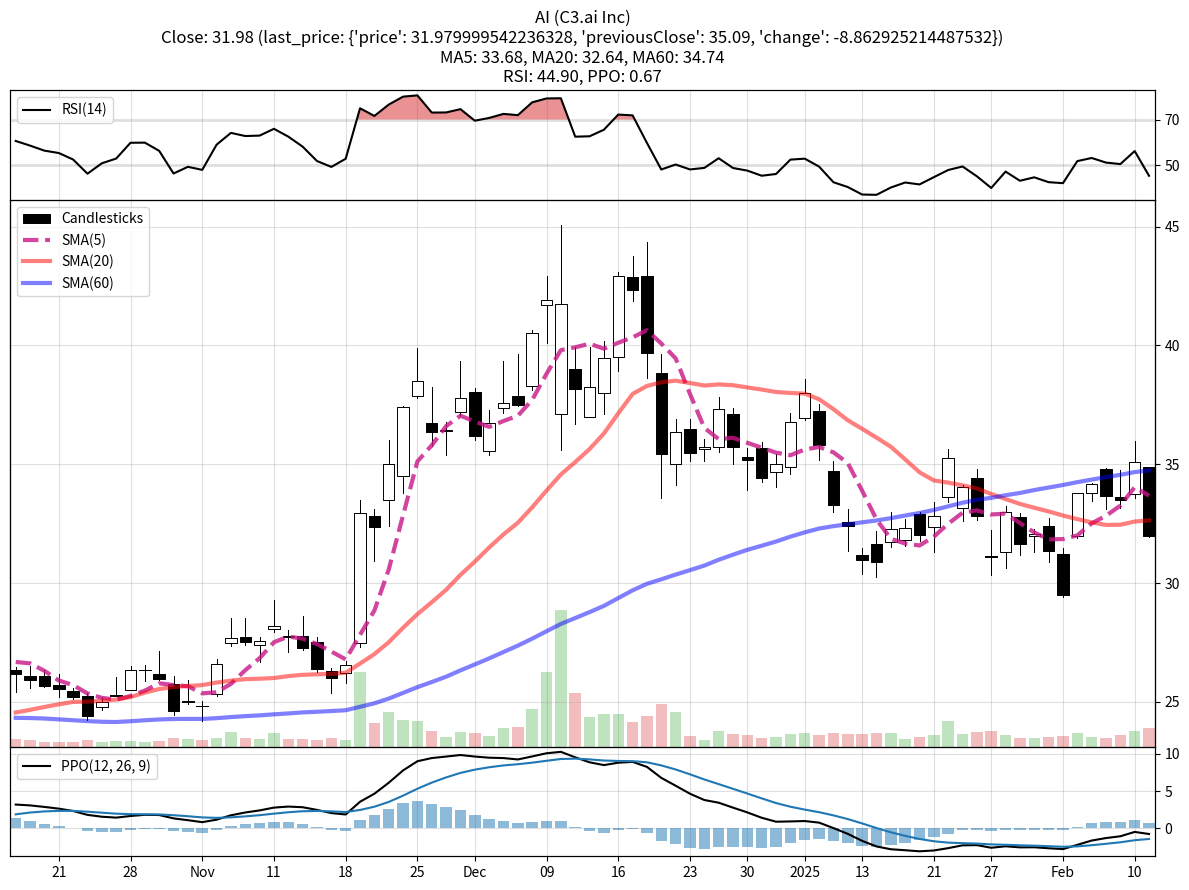 AI (C3.ai Inc)
Close: 31.98 (last_price: {'price': 31.979999542236328, 'previousClose': 35.09, 'change': -8.862925214487532})
MA5: 33.68, MA20: 32.64, MA60: 34.74
RSI: 44.90, PPO: 0.67
RSI(14)
70
50
Candlesticks
SMA(5)
SMA(20)
SMA(60)
45
40
35
30
25
PPO(12, 26, 9)
10
5
0
21 28 Nov 11 18 25 Dec 09 16 23 30 2025 13 21 27 Feb 10